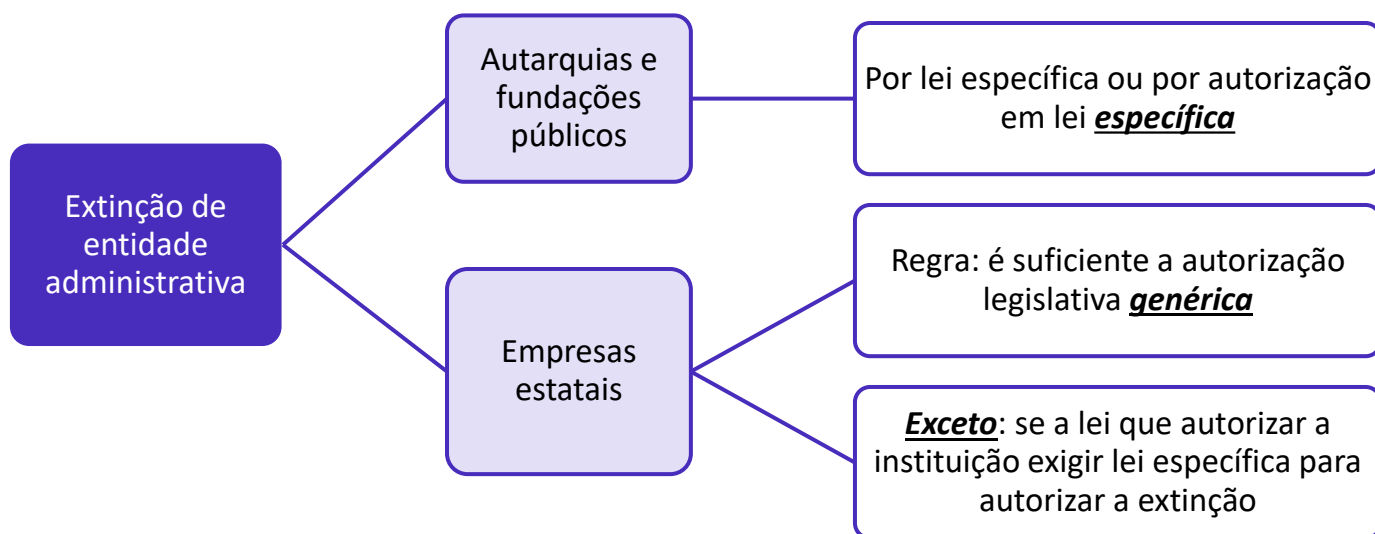 Extinção de
entidade
administrativa
Autarquias e
fundações
públicos
Por lei específica ou por autorização
em lei específica
Empresas
estatais
Regra: é suficiente a autorização
legislativa genérica
Exceto: se a lei que autorizar a
instituição exigir lei específica para
autorizar a extinção